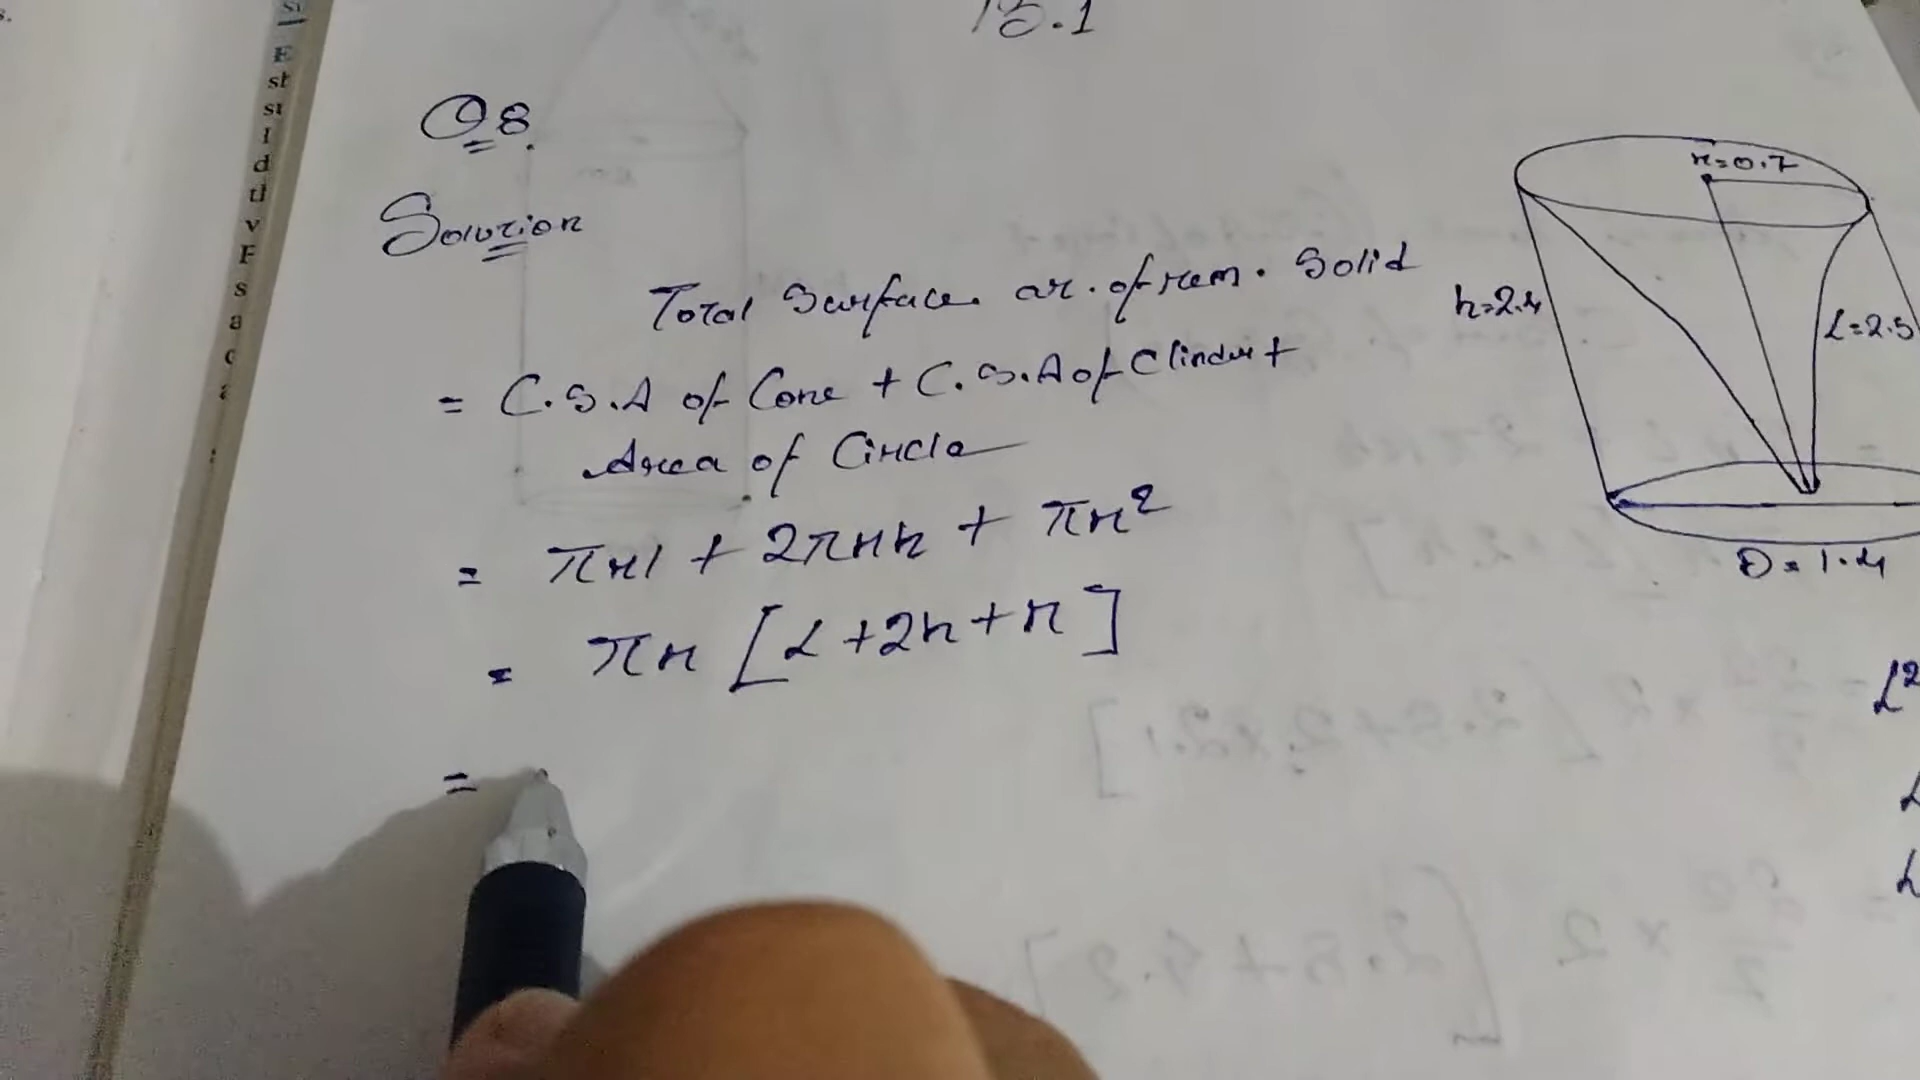 13.1
Q8.
Solution
Total Surface. ar. of rem. Solid
= C.S.A of Cone + C.S.A of Clinder +
Area of Circle
= πrl + 2πrh + πr²
= πr [L+2h+r]
=
r=0.7
h=2.4
L=2.5
D=1.4
L²
L
L